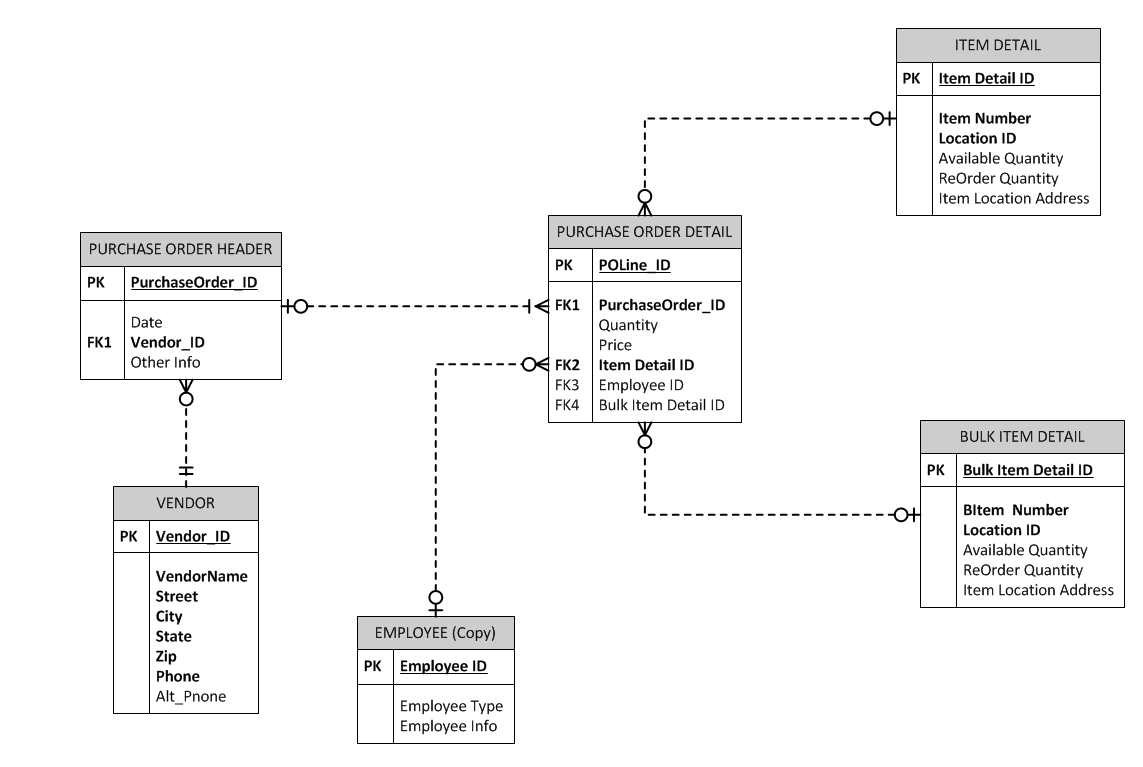 ITEM DETAIL
PK Item Detail ID
Item Number
Location ID
Available Quantity
ReOrder Quantity
Item Location Address
PURCHASE ORDER HEADER
PK PurchaseOrder_ID
Date
FK1 Vendor_ID
Other Info
PURCHASE ORDER DETAIL
PK POLine_ID
FK1 PurchaseOrder_ID
Quantity
Price
FK2 Item Detail ID
FK3 Employee ID
FK4 Bulk Item Detail ID
BULK ITEM DETAIL
PK Bulk Item Detail ID
BItem  Number
Location ID
Available Quantity
ReOrder Quantity
Item Location Address
VENDOR
PK Vendor_ID
VendorName
Street
City
State
Zip
Phone
Alt_Pnone
EMPLOYEE (Copy)
PK Employee ID
Employee Type
Employee Info